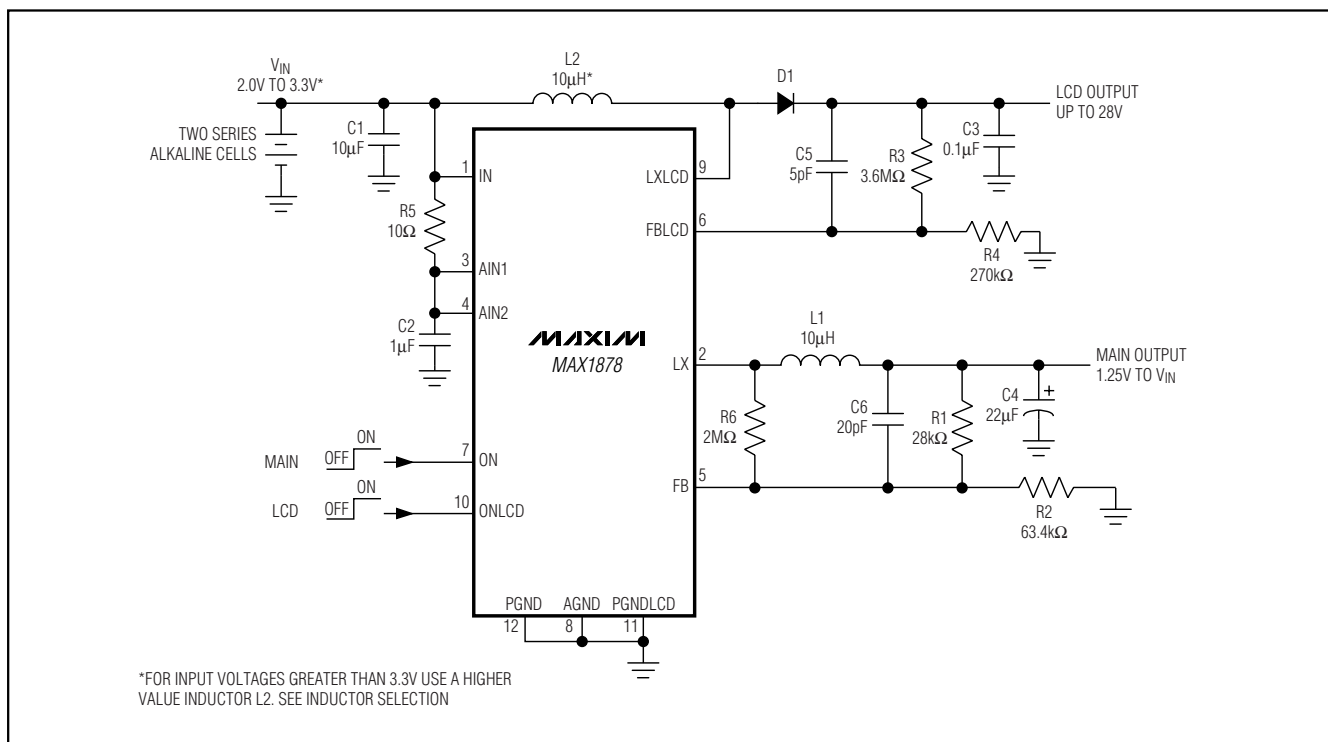 VIN
2.0V TO 3.3V*
TWO SERIES
ALKALINE CELLS
C1
10μF
L2
10μH*
D1
LCD OUTPUT
UP TO 28V
C5
5pF
R3
3.6MΩ
C3
0.1μF
1
IN
R5
10Ω
3
AIN1
4
AIN2
C2
1μF
9
LXLCD
6
FBLCD
R4
270kΩ
MAXIM
MAX1878
LX
2
L1
10μH
MAIN OUTPUT
1.25V TO VIN
R6
2MΩ
C6
20pF
R1
28kΩ
C4
+
22μF
FB
5
R2
63.4kΩ
MAIN
OFF
ON
7
ON
LCD
OFF
ON
10
ONLCD
PGND
AGND
PGNDLCD
12
8
11
*FOR INPUT VOLTAGES GREATER THAN 3.3V USE A HIGHER
VALUE INDUCTOR L2. SEE INDUCTOR SELECTION